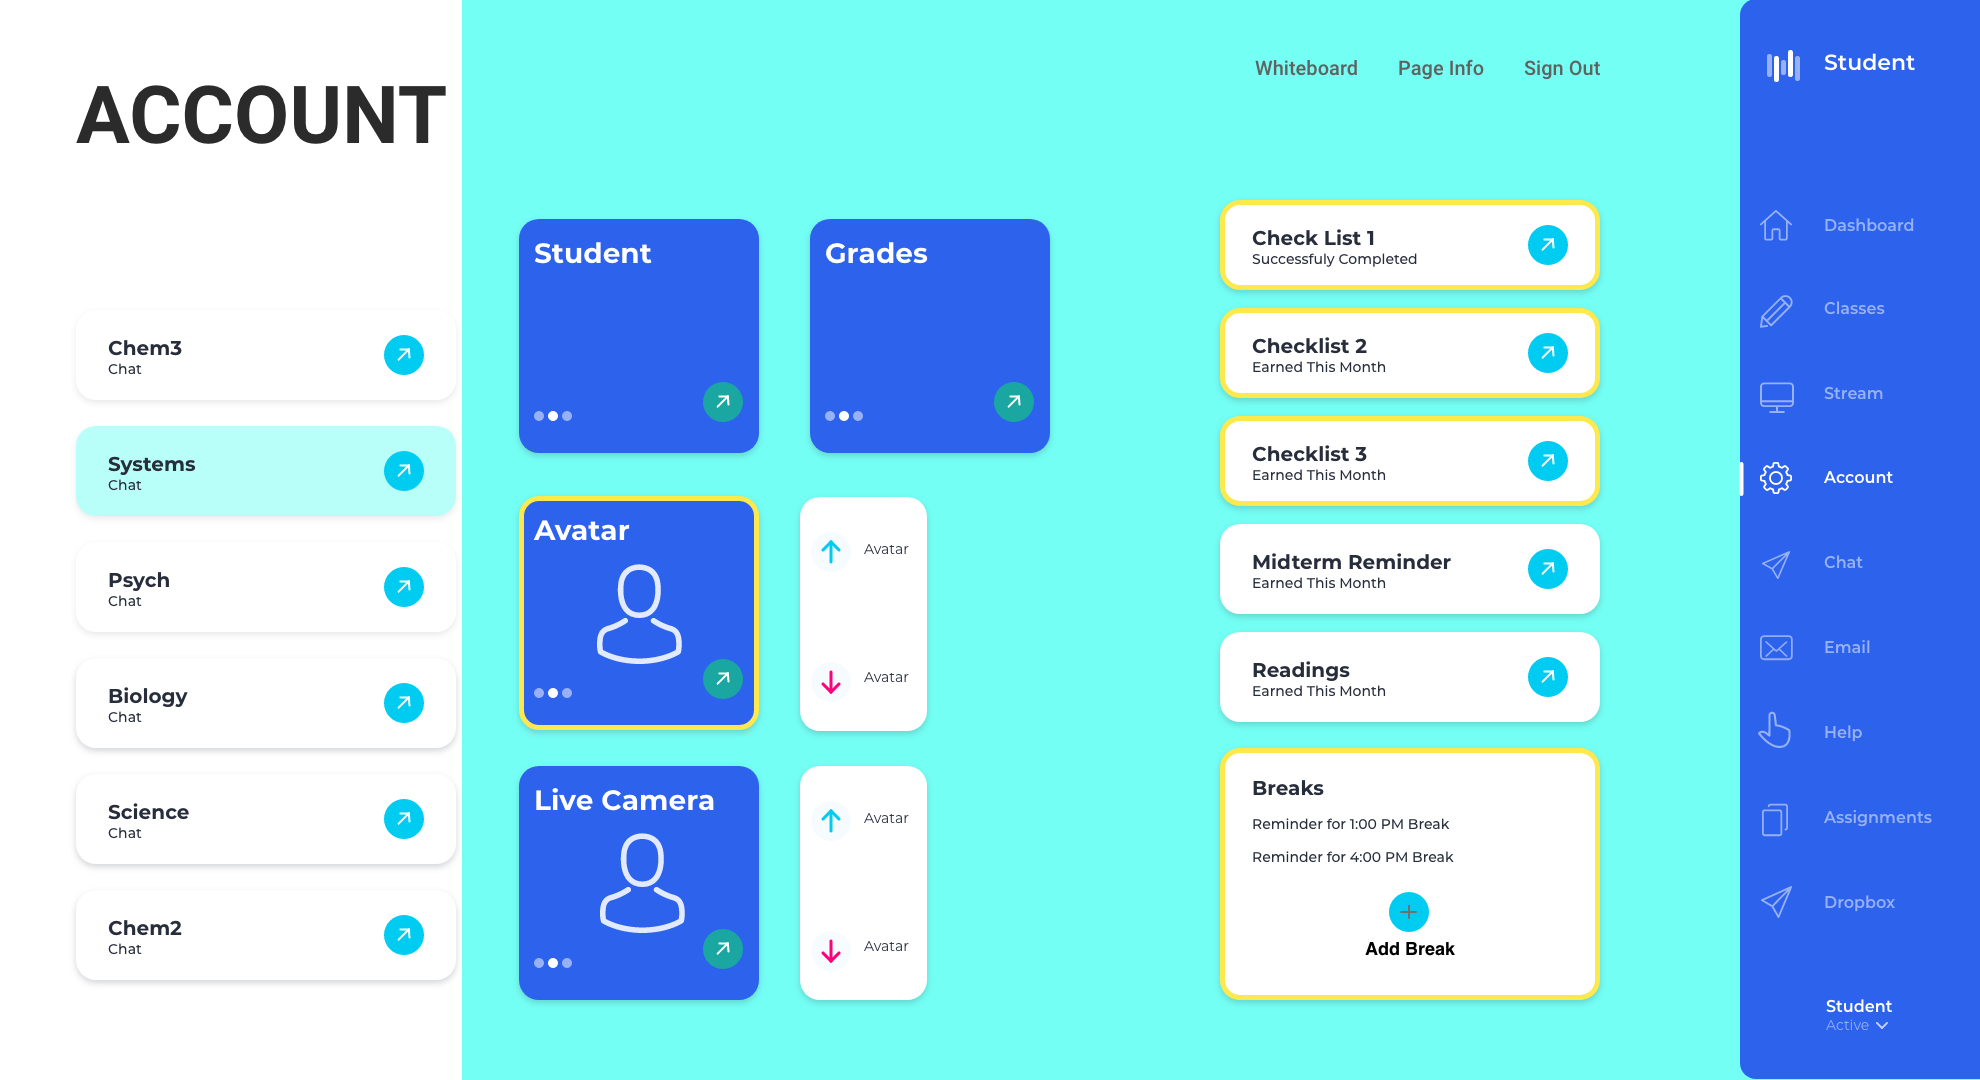 ACCOUNT
Chem3
Chat
Systems
Chat
Psych
Chat
Biology
Chat
Science
Chat
Chem2
Chat
Whiteboard
Page Info
Sign Out
Student
Grades
Avatar
Avatar
Avatar
Live Camera
Avatar
Avatar
Check List 1
Successfuly Completed
Checklist 2
Earned This Month
Checklist 3
Earned This Month
Midterm Reminder
Earned This Month
Readings
Earned This Month
Breaks
Reminder for 1:00 PM Break
Reminder for 4:00 PM Break
Add Break
Student
Dashboard
Classes
Stream
Account
Chat
Email
Help
Assignments
Dropbox
Student
Active